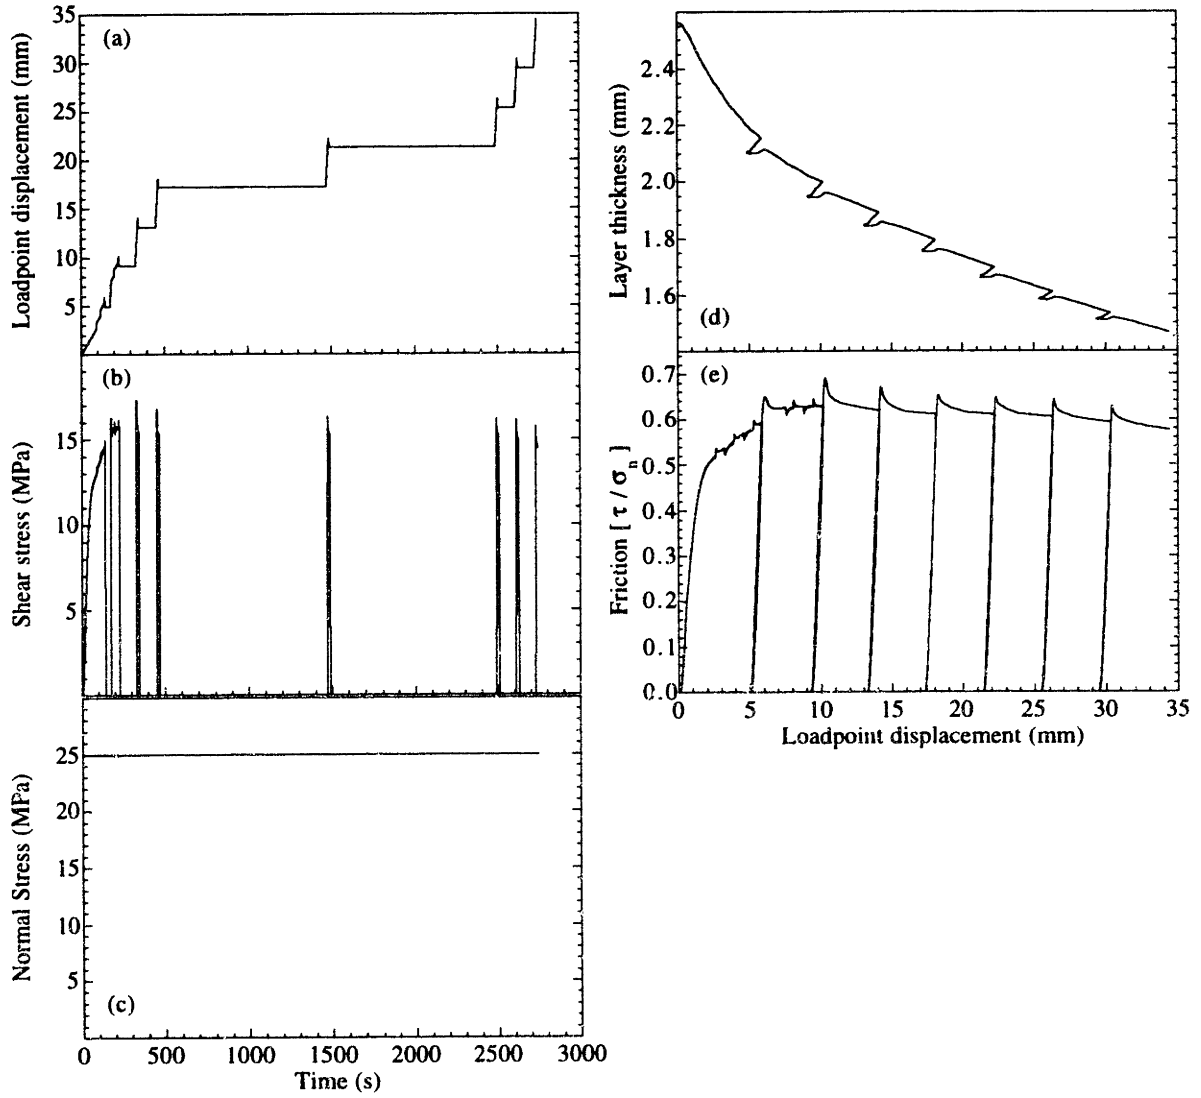 (a)
Loadpoint displacement (mm)
35
30
25
20
15
10
5
(b)
Shear stress (MPa)
15
10
5
(c)
Normal Stress (MPa)
25
20
15
10
5
0 500 1000 1500 2000 2500 3000
Time (s)
(d)
Layer thickness (mm)
2.4
2.2
2.0
1.8
1.6
(e)
Friction [ τ / σn ]
0.7
0.6
0.5
0.4
0.3
0.2
0.1
0.0
0 5 10 15 20 25 30 35
Loadpoint displacement (mm)